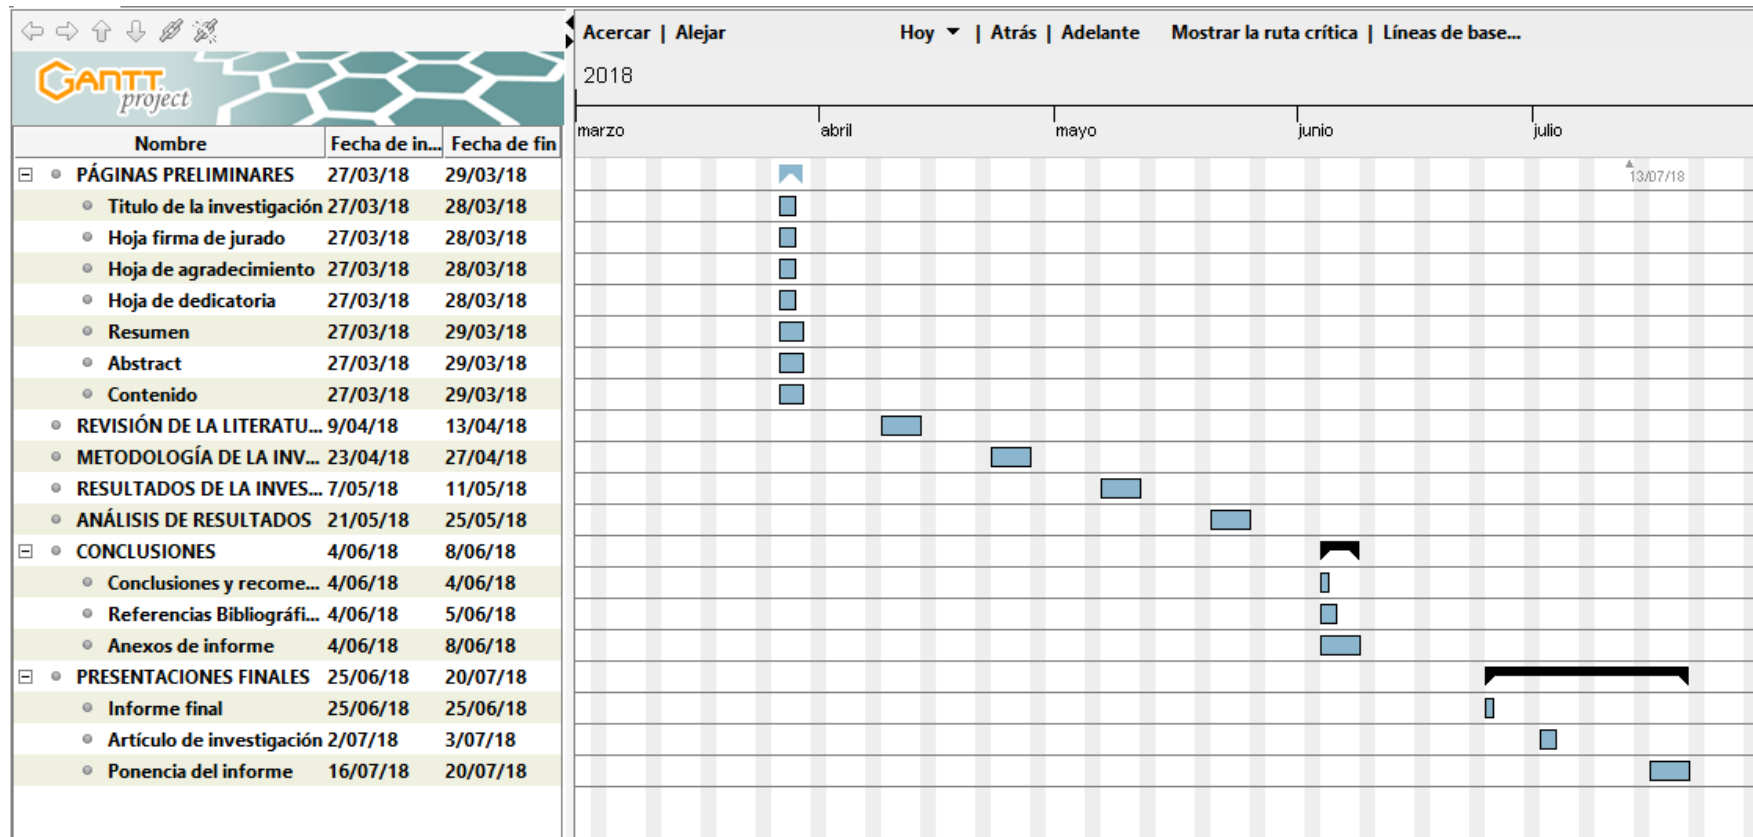 Acercar | Alejar Hoy | Atrás | Adelante Mostrar la ruta crítica | Líneas de base...
GANTT
project
2018
marzo abril mayo junio julio
Nombre Fecha de in... Fecha de fin
PÁGINAS PRELIMINARES 27/03/18 29/03/18
13/07/18
Titulo de la investigación 27/03/18 28/03/18
Hoja firma de jurado 27/03/18 28/03/18
Hoja de agradecimiento 27/03/18 28/03/18
Hoja de dedicatoria 27/03/18 28/03/18
Resumen 27/03/18 29/03/18
Abstract 27/03/18 29/03/18
Contenido 27/03/18 29/03/18
REVISIÓN DE LA LITERATU... 9/04/18 13/04/18
METODOLOGÍA DE LA INV... 23/04/18 27/04/18
RESULTADOS DE LA INVES... 7/05/18 11/05/18
ANÁLISIS DE RESULTADOS 21/05/18 25/05/18
CONCLUSIONES 4/06/18 8/06/18
Conclusiones y recome... 4/06/18 4/06/18
Referencias Bibliográfi... 4/06/18 5/06/18
Anexos de informe 4/06/18 8/06/18
PRESENTACIONES FINALES 25/06/18 20/07/18
Informe final 25/06/18 25/06/18
Artículo de investigación 2/07/18 3/07/18
Ponencia del informe 16/07/18 20/07/18